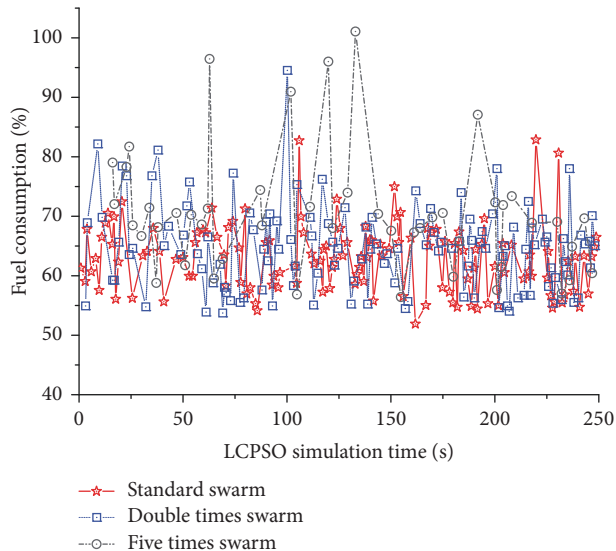 100
90
80
70
60
50
40
Fuel consumption (%)
0
50
100
150
200
250
LCPSO simulation time (s)
Standard swarm
Double times swarm
Five times swarm